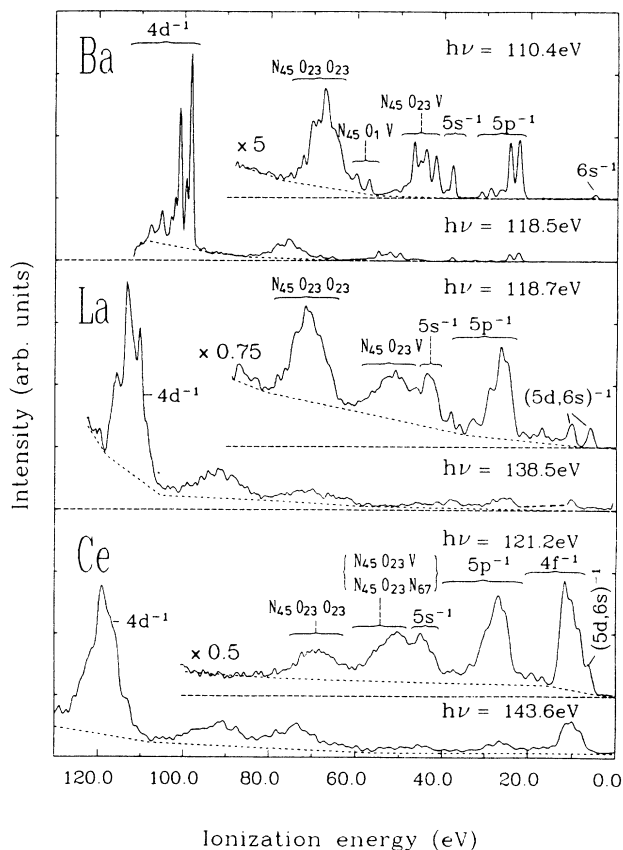 4d⁻¹
Ba
hν = 110.4eV
N₄₅ O₂₃ O₂₃
N₄₅ O₂₃ V
N₄₅ O₁ V
5s⁻¹
5p⁻¹
× 5
6s⁻¹
hν = 118.5eV
La
hν = 118.7eV
N₄₅ O₂₃ O₂₃
5s⁻¹
5p⁻¹
N₄₅ O₂₃ V
× 0.75
4d⁻¹
(5d,6s)⁻¹
hν = 138.5eV
Ce
hν = 121.2eV
N₄₅ O₂₃ V
N₄₅ O₂₃ N₆₇
5p⁻¹
4f⁻¹
N₄₅ O₂₃ O₂₃
5s⁻¹
4d⁻¹
(5d,6s)⁻¹
× 0.5
hν = 143.6eV
Intensity (arb. units)
130.0 120.0 100.0 80.0 60.0 40.0 20.0 0.0
Ionization energy (eV)